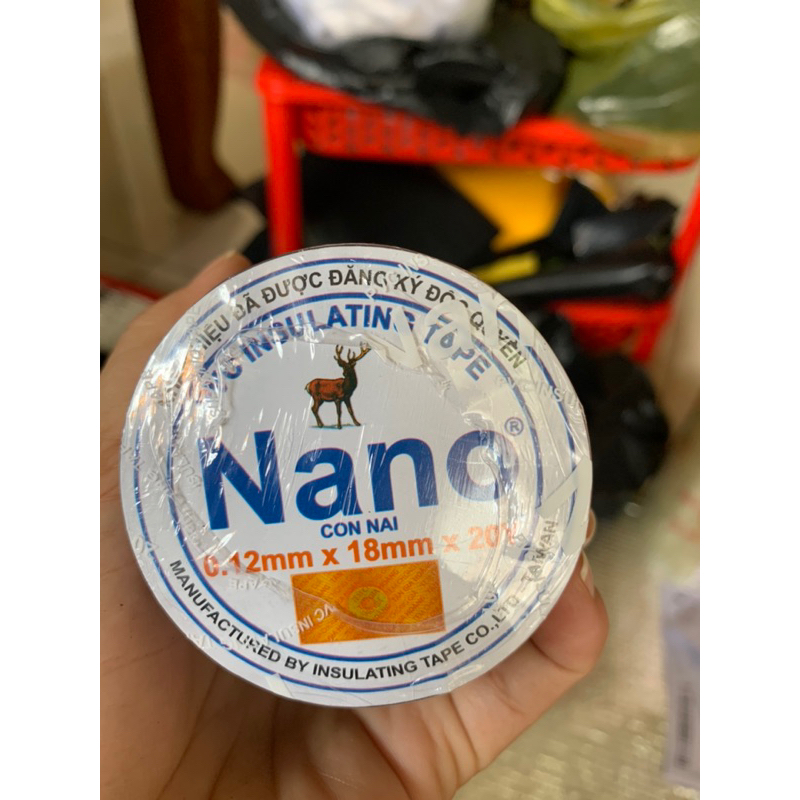 HIỆU ĐÃ ĐƯỢC ĐĂNG KÝ ĐỘC QUYỀN
INSULATING TAPE
Nano®
CON NAI
0.12mm x 18mm x 20Y
MANUFACTURED BY INSULATING TAPE CO.,LTD - TAIWAN